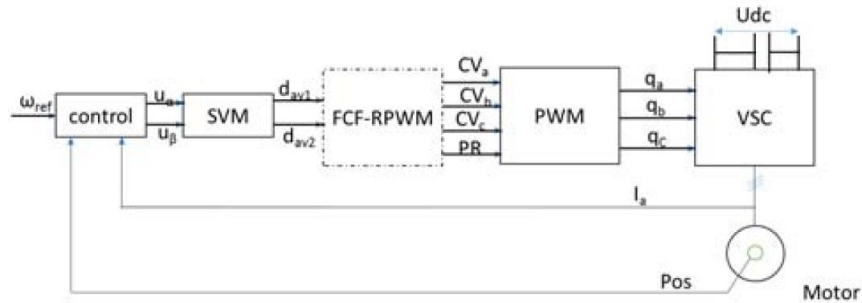 Udc
ω_ref
control
u_α
u_β
SVM
d_av1
d_av2
FCF-RPWM
CV_a
CV_b
CV_c
PR
PWM
q_a
q_b
q_c
VSC
I_a
Pos
Motor